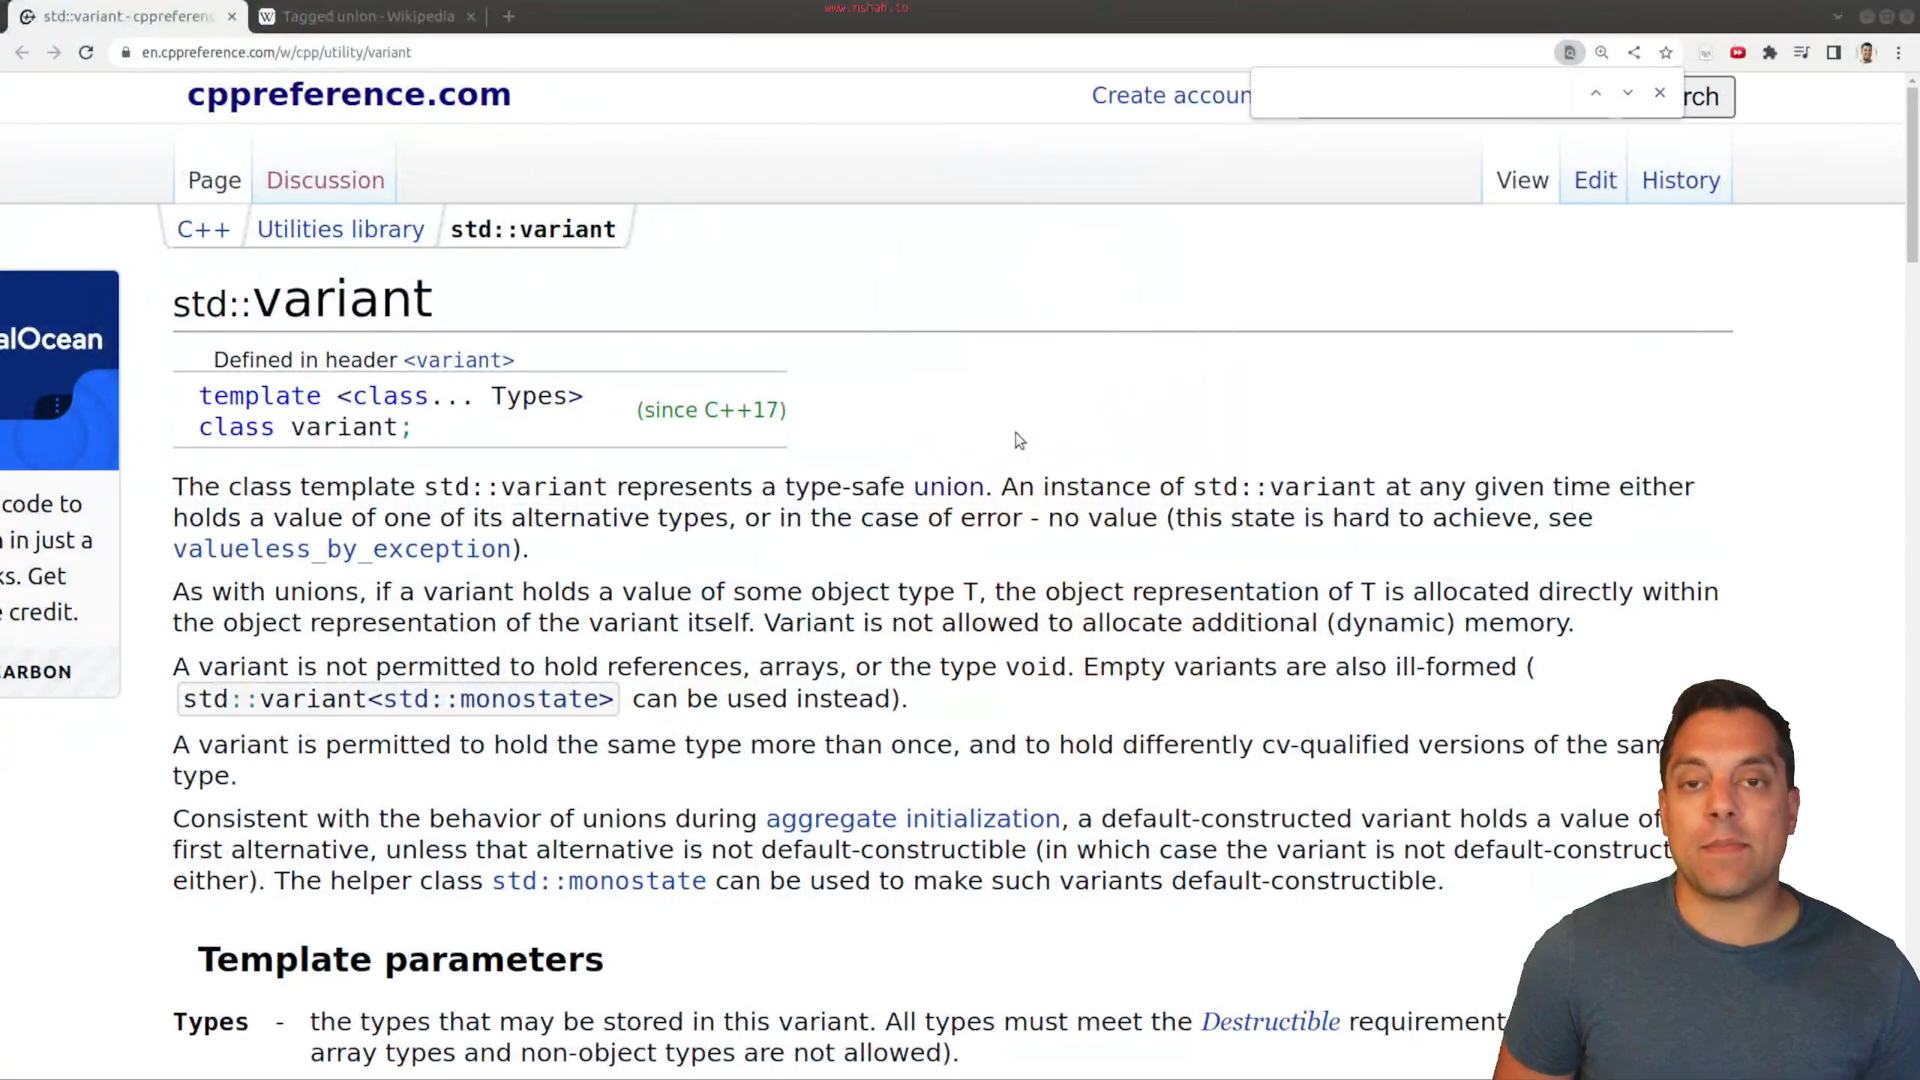 std::variant - cppreferenc
Tagged union - Wikipedia
www.mshah.io
en.cppreference.com/w/cpp/utility/variant
cppreference.com
Create accoun
rch
Page
Discussion
View
Edit
History
C++
Utilities library
std::variant
std::variant
alOcean
code to
in just a
ks. Get
credit.
ARBON
Defined in header <variant>
template <class... Types>
class variant;
(since C++17)
The class template std::variant represents a type-safe union. An instance of std::variant at any given time either
holds a value of one of its alternative types, or in the case of error - no value (this state is hard to achieve, see
valueless_by_exception).
As with unions, if a variant holds a value of some object type T, the object representation of T is allocated directly within
the object representation of the variant itself. Variant is not allowed to allocate additional (dynamic) memory.
A variant is not permitted to hold references, arrays, or the type void. Empty variants are also ill-formed (
std::variant<std::monostate> can be used instead).
A variant is permitted to hold the same type more than once, and to hold differently cv-qualified versions of the sam
type.
Consistent with the behavior of unions during aggregate initialization, a default-constructed variant holds a value of
first alternative, unless that alternative is not default-constructible (in which case the variant is not default-construct
either). The helper class std::monostate can be used to make such variants default-constructible.
Template parameters
Types - the types that may be stored in this variant. All types must meet the Destructible requirement
array types and non-object types are not allowed).